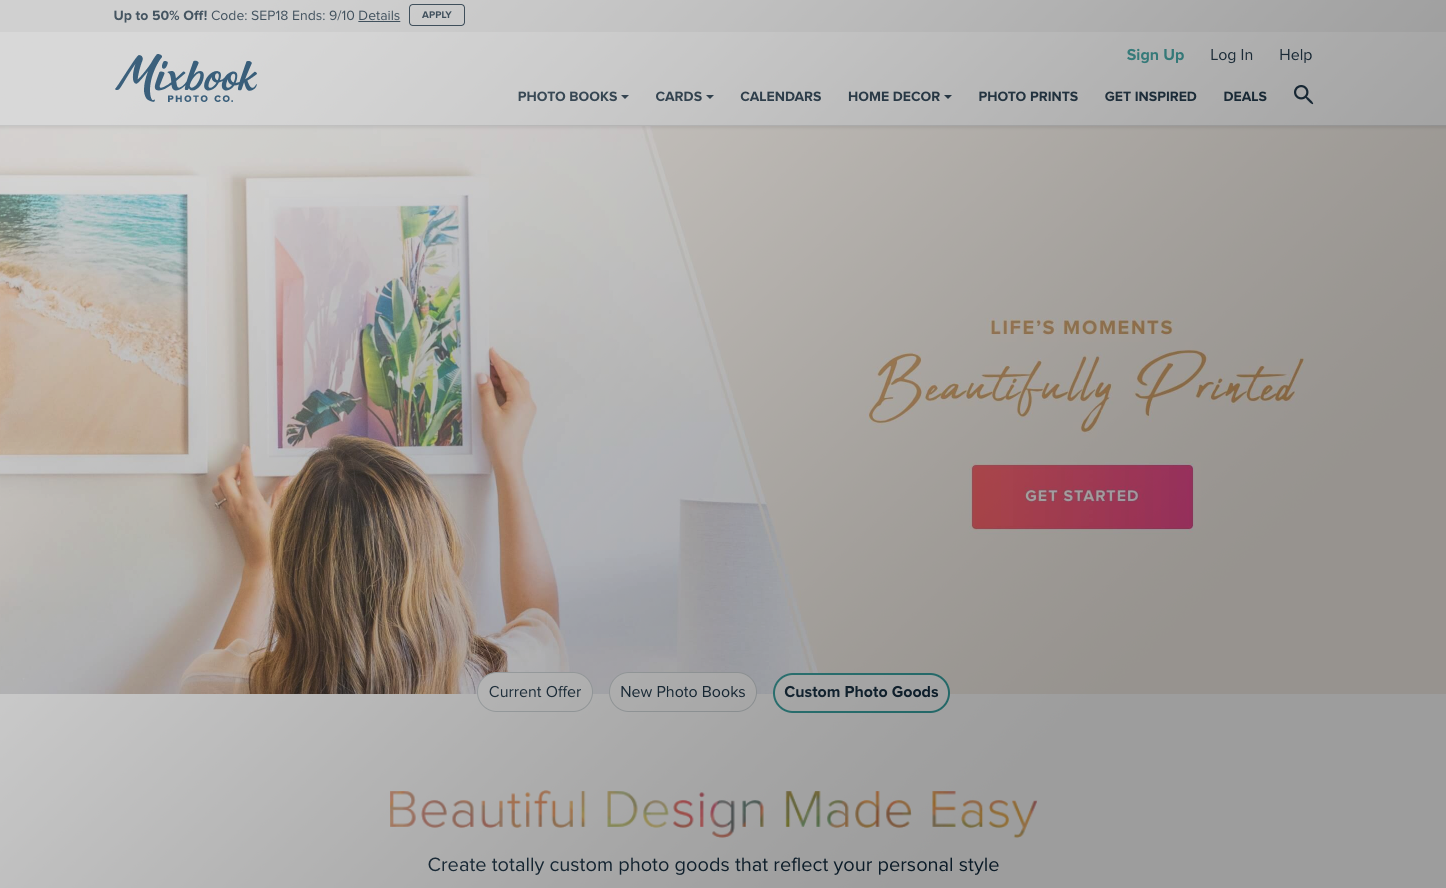 Up to 50% Off! Code: SEP18 Ends: 9/10 Details APPLY
Sign Up Log In Help
Mixbook
PHOTO CO.
PHOTO BOOKS CARDS CALENDARS HOME DECOR PHOTO PRINTS GET INSPIRED DEALS
LIFE'S MOMENTS
Beautifully Printed
GET STARTED
Current Offer New Photo Books Custom Photo Goods
Beautiful Design Made Easy
Create totally custom photo goods that reflect your personal style